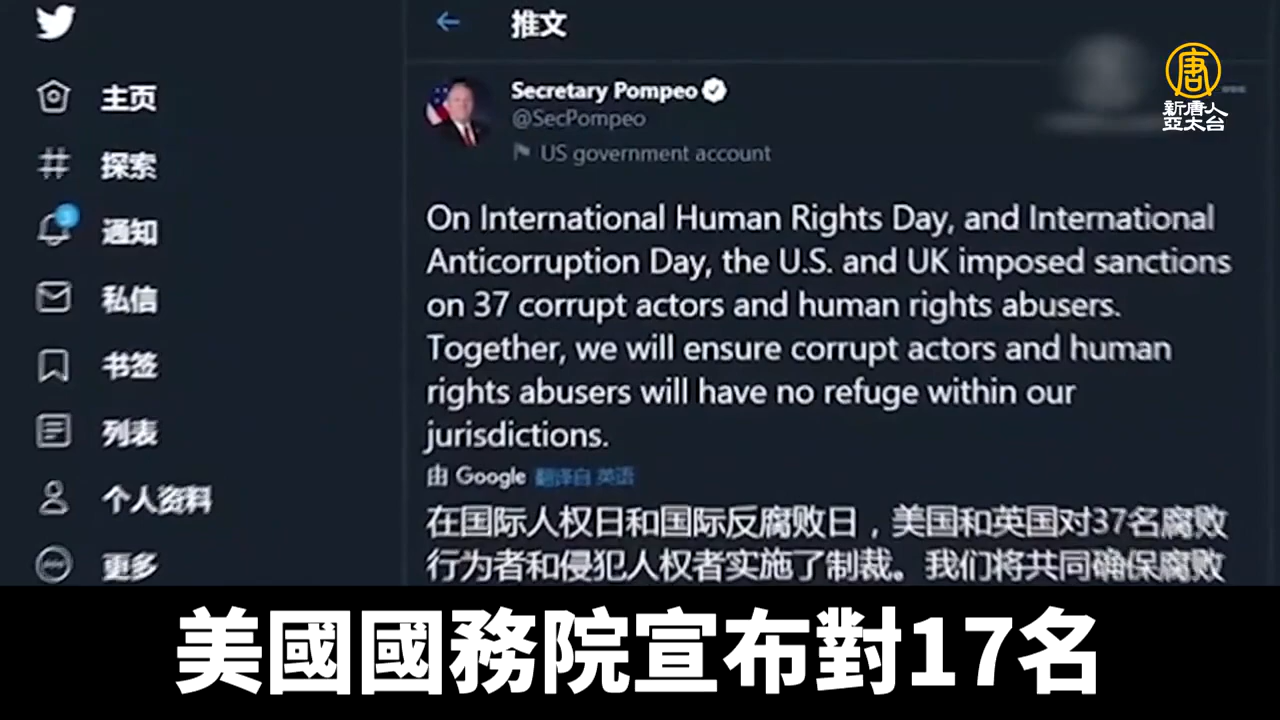 推文
主页
探索
3
通知
私信
书签
列表
个人资料
更多
Secretary Pompeo
@SecPompeo
US government account
On International Human Rights Day, and International
Anticorruption Day, the U.S. and UK imposed sanctions
on 37 corrupt actors and human rights abusers.
Together, we will ensure corrupt actors and human
rights abusers will have no refuge within our
jurisdictions.
由 Google 翻译自 英语
在国际人权日和国际反腐败日，美国和英国对37名腐败
行为者和侵犯人权者实施了制裁。我们将共同确保腐败
唐
新唐人
亞太台
美國國務院宣布對17名